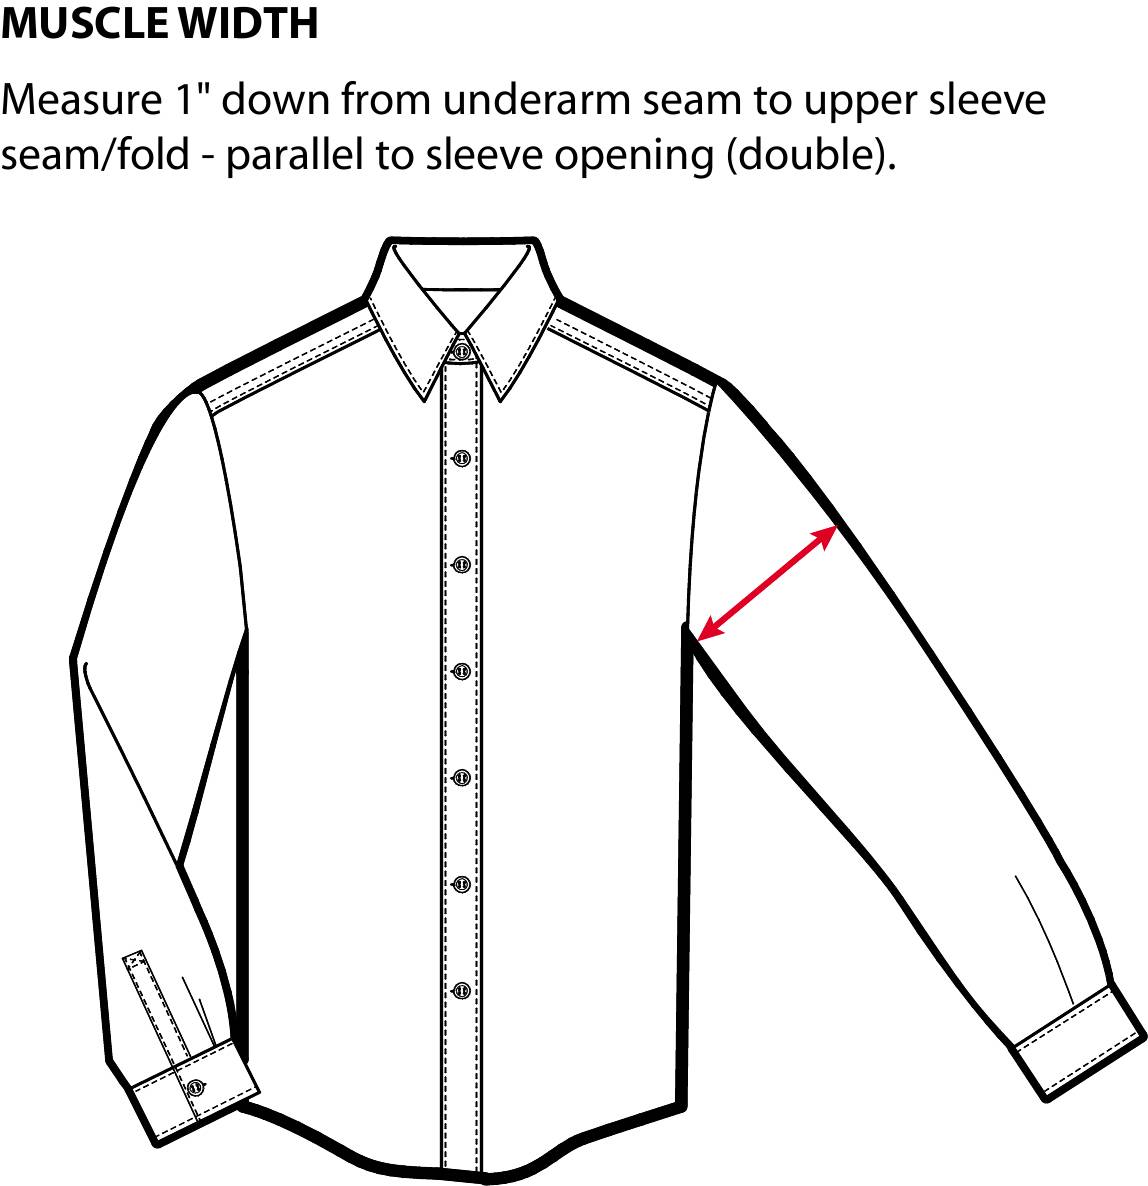 MUSCLE WIDTH
Measure 1" down from underarm seam to upper sleeve
seam/fold - parallel to sleeve opening (double).